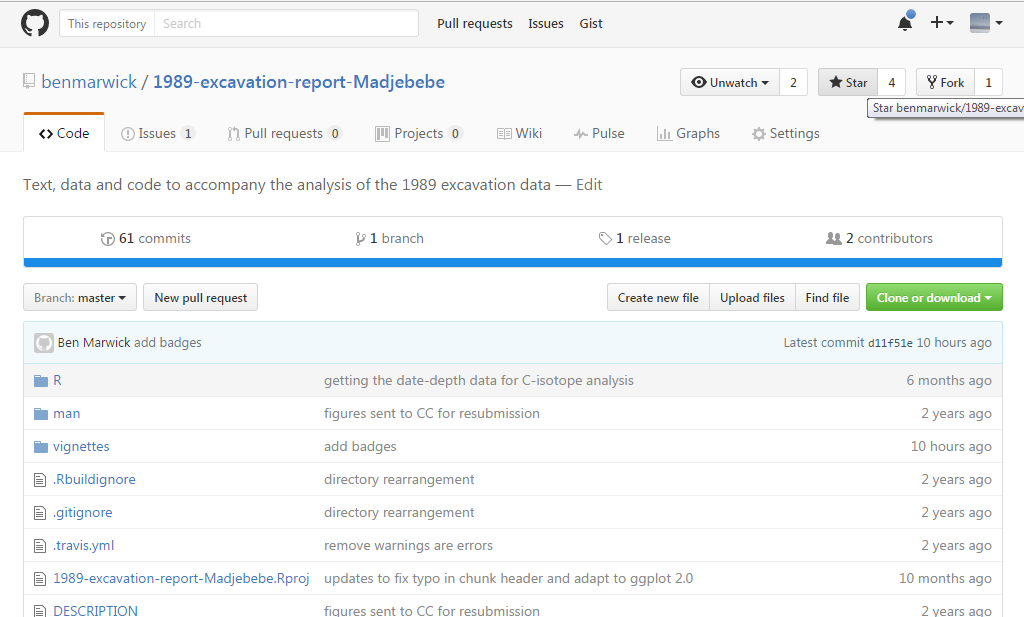 This repository Search Pull requests Issues Gist
benmarwick / 1989-excavation-report-Madjebebe Unwatch 2 Star 4 Fork 1
Star benmarwick/1989-excav
Code Issues 1 Pull requests 0 Projects 0 Wiki Pulse Graphs Settings
Text, data and code to accompany the analysis of the 1989 excavation data — Edit
61 commits 1 branch 1 release 2 contributors
Branch: master New pull request Create new file Upload files Find file Clone or download
Ben Marwick add badges Latest commit d11f51e 10 hours ago
R getting the date-depth data for C-isotope analysis 6 months ago
man figures sent to CC for resubmission 2 years ago
vignettes add badges 10 hours ago
.Rbuildignore directory rearrangement 2 years ago
.gitignore directory rearrangement 2 years ago
.travis.yml remove warnings are errors 2 years ago
1989-excavation-report-Madjebebe.Rproj updates to fix typo in chunk header and adapt to ggplot 2.0 10 months ago
DESCRIPTION figures sent to CC for resubmission 2 years ago